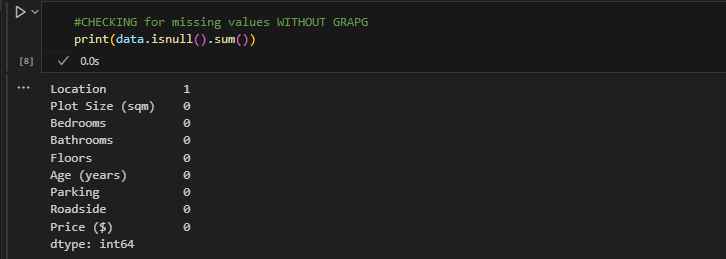 #CHECKING for missing values WITHOUT GRAPG
print(data.isnull().sum())
[8] 0.0s
... Location 1
Plot Size (sqm) 0
Bedrooms 0
Bathrooms 0
Floors 0
Age (years) 0
Parking 0
Roadside 0
Price ($) 0
dtype: int64